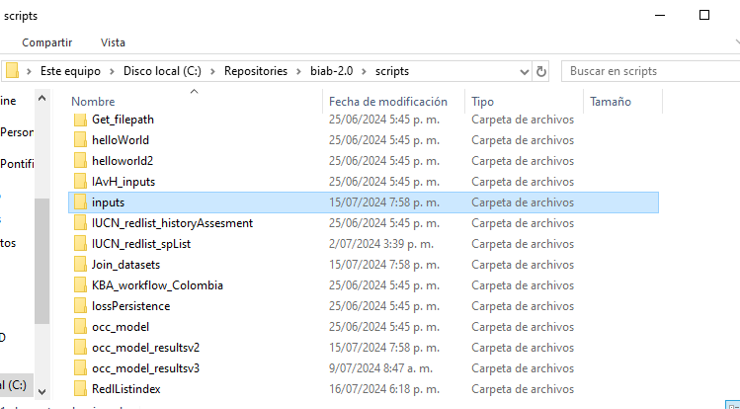 scripts
Compartir Vista
Este equipo > Disco local (C:) > Repositories > biab-2.0 > scripts Buscar en scripts
Nombre Fecha de modificación Tipo Tamaño
ine Get_filepath 25/06/2024 5:45 p. m. Carpeta de archivos
Person helloWorld 25/06/2024 5:45 p. m. Carpeta de archivos
helloworld2 25/06/2024 5:45 p. m. Carpeta de archivos
Pontifi IAvH_inputs 25/06/2024 5:45 p. m. Carpeta de archivos
inputs 15/07/2024 7:58 p. m. Carpeta de archivos
IUCN_redlist_historyAssesment 25/06/2024 5:45 p. m. Carpeta de archivos
tos IUCN_redlist_spList 2/07/2024 3:39 p. m. Carpeta de archivos
Join_datasets 15/07/2024 7:58 p. m. Carpeta de archivos
KBA_workflow_Colombia 25/06/2024 5:45 p. m. Carpeta de archivos
lossPersistence 25/06/2024 5:45 p. m. Carpeta de archivos
occ_model 25/06/2024 5:45 p. m. Carpeta de archivos
D occ_model_resultsv2 15/07/2024 7:58 p. m. Carpeta de archivos
occ_model_resultsv3 9/07/2024 8:47 a. m. Carpeta de archivos
al (C:) RedlListindex 16/07/2024 6:18 p. m. Carpeta de archivos